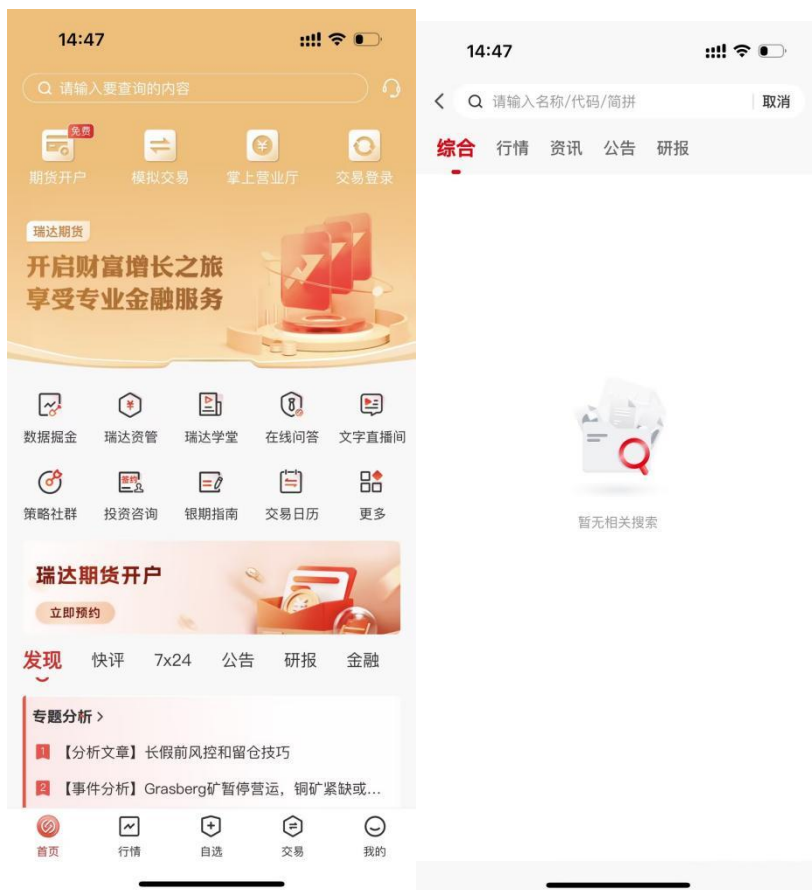 14:47
请输入要查询的内容
免费
期货开户
模拟交易
掌上营业厅
交易登录
瑞达期货
开启财富增长之旅
享受专业金融服务
数据掘金
瑞达资管
瑞达学堂
在线问答
文字直播间
签约
策略社群
投资咨询
银期指南
交易日历
更多
瑞达期货开户
立即预约
发现
快评
7x24
公告
研报
金融
专题分析 >
1 【分析文章】长假前风控和留仓技巧
2 【事件分析】Grasberg矿暂停营运，铜矿紧缺或...
首页
行情
自选
交易
我的
14:47
请输入名称/代码/简拼
取消
综合
行情
资讯
公告
研报
暂无相关搜索